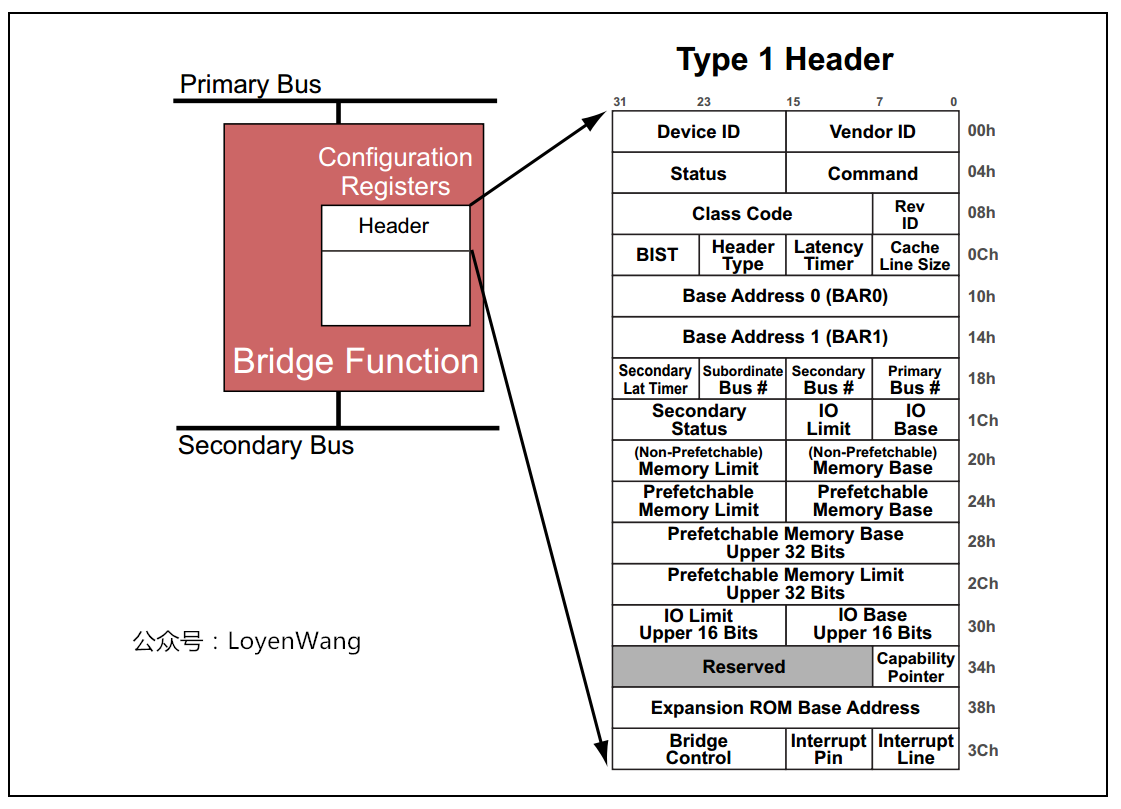 Primary Bus
Configuration
Registers
Header
Bridge Function
Secondary Bus
公众号：LoyenWang
Type 1 Header
31 23 15 7 0
Device ID Vendor ID 00h
Status Command 04h
Class Code Rev ID 08h
BIST Header Type Latency Timer Cache Line Size 0Ch
Base Address 0 (BAR0) 10h
Base Address 1 (BAR1) 14h
Secondary Lat Timer Subordinate Bus # Secondary Bus # Primary Bus # 18h
Secondary Status IO Limit IO Base 1Ch
(Non-Prefetchable) Memory Limit (Non-Prefetchable) Memory Base 20h
Prefetchable Memory Limit Prefetchable Memory Base 24h
Prefetchable Memory Base Upper 32 Bits 28h
Prefetchable Memory Limit Upper 32 Bits 2Ch
IO Limit Upper 16 Bits IO Base Upper 16 Bits 30h
Reserved Capability Pointer 34h
Expansion ROM Base Address 38h
Bridge Control Interrupt Pin Interrupt Line 3Ch